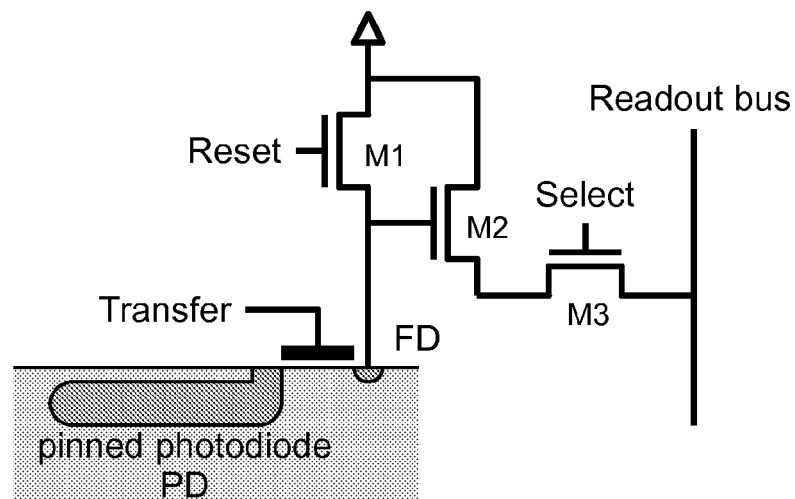 Readout bus
Reset
M1
Select
M2
Transfer
FD
M3
pinned photodiode
PD